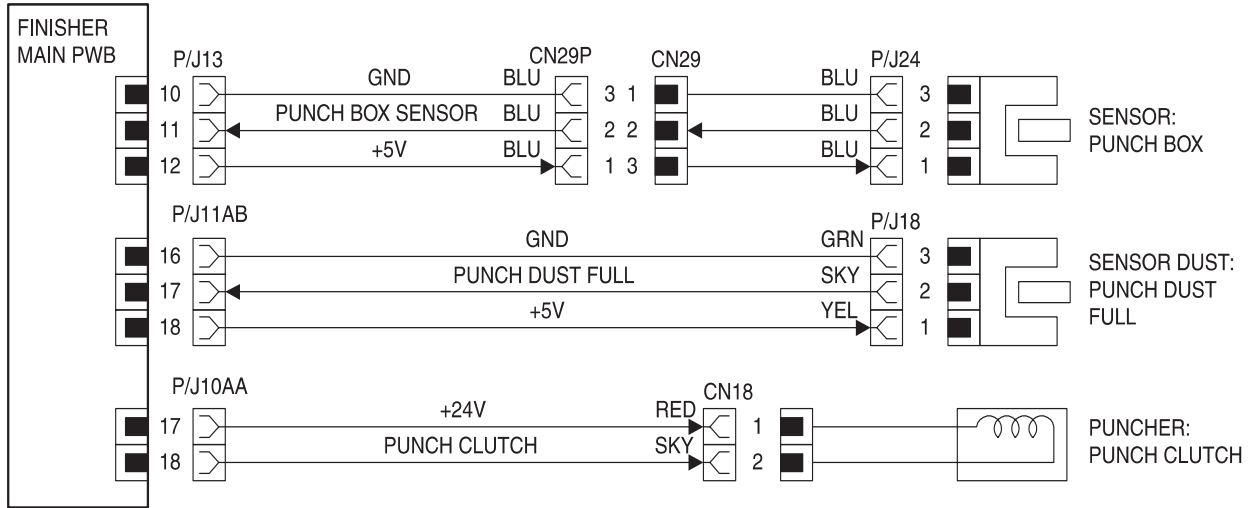 FINISHER
MAIN PWB
P/J13
CN29P
CN29
P/J24
10 GND BLU 3 1 BLU 3
11 PUNCH BOX SENSOR BLU 2 2 BLU 2
12 +5V BLU 1 3 BLU 1
SENSOR:
PUNCH BOX
P/J11AB
P/J18
16 GND GRN 3
17 PUNCH DUST FULL SKY 2
18 +5V YEL 1
SENSOR DUST:
PUNCH DUST
FULL
P/J10AA
CN18
17 +24V RED 1
18 PUNCH CLUTCH SKY 2
PUNCHER:
PUNCH CLUTCH